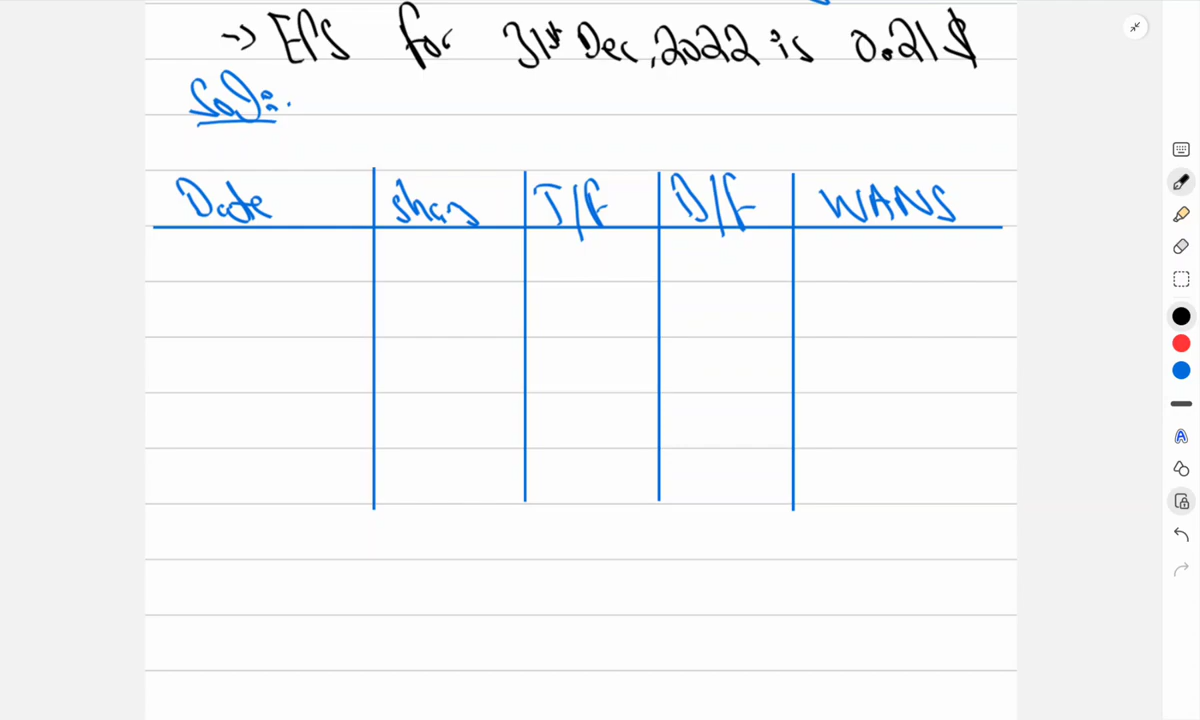 → EPS for 31st Dec, 2022 is 0.21$
Sol:.
Date shares T/F B/F WANS
A